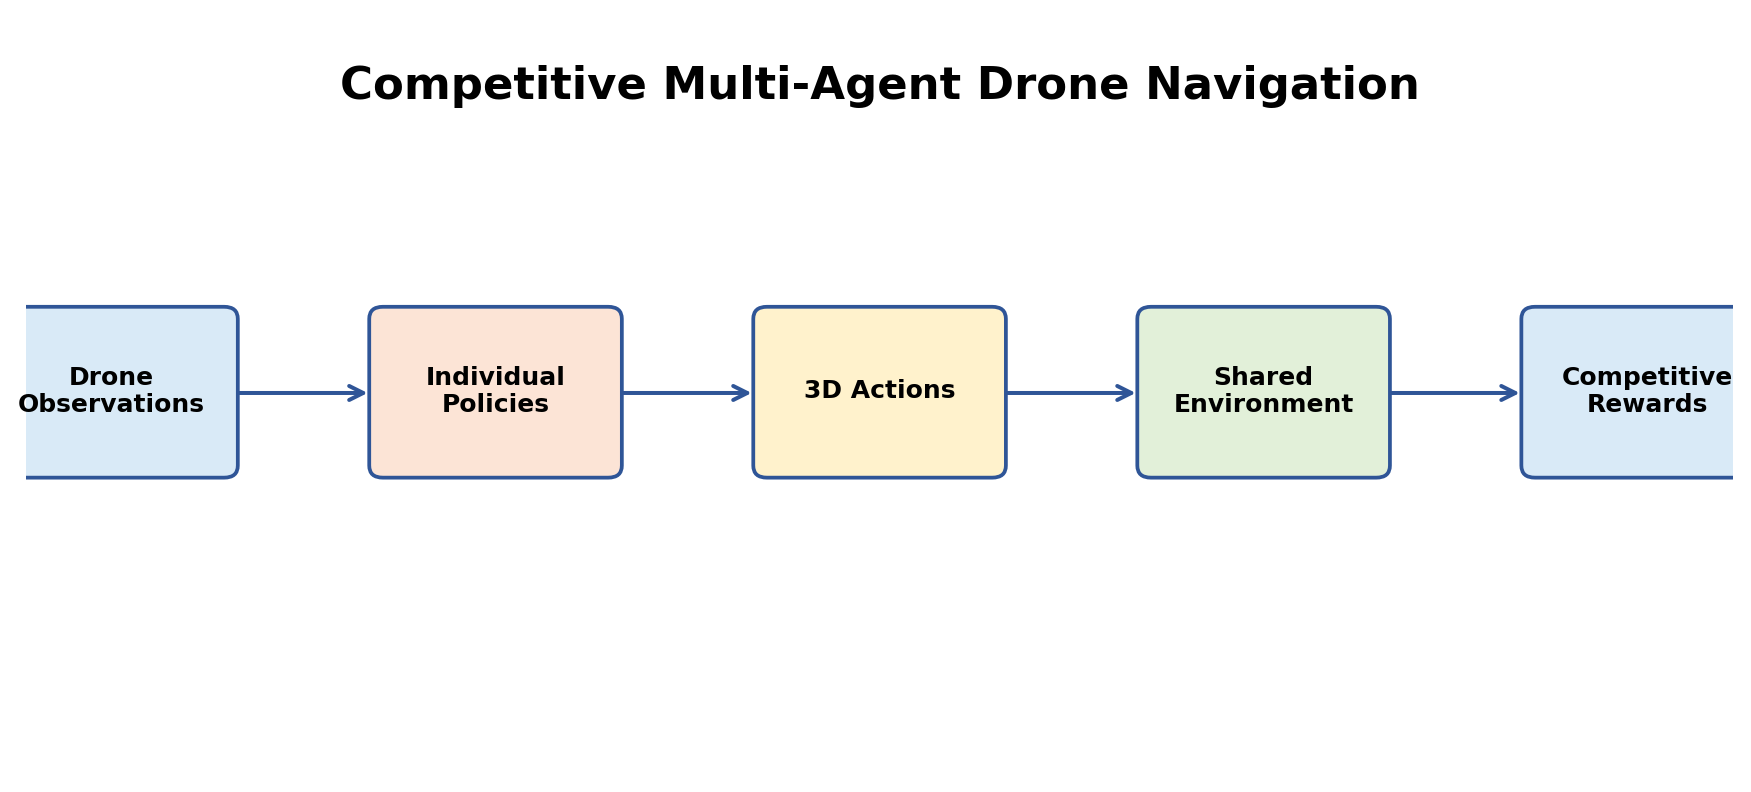 Competitive Multi-Agent Drone Navigation
Drone
Observations
Individual
Policies
3D Actions
Shared
Environment
Competitive
Rewards